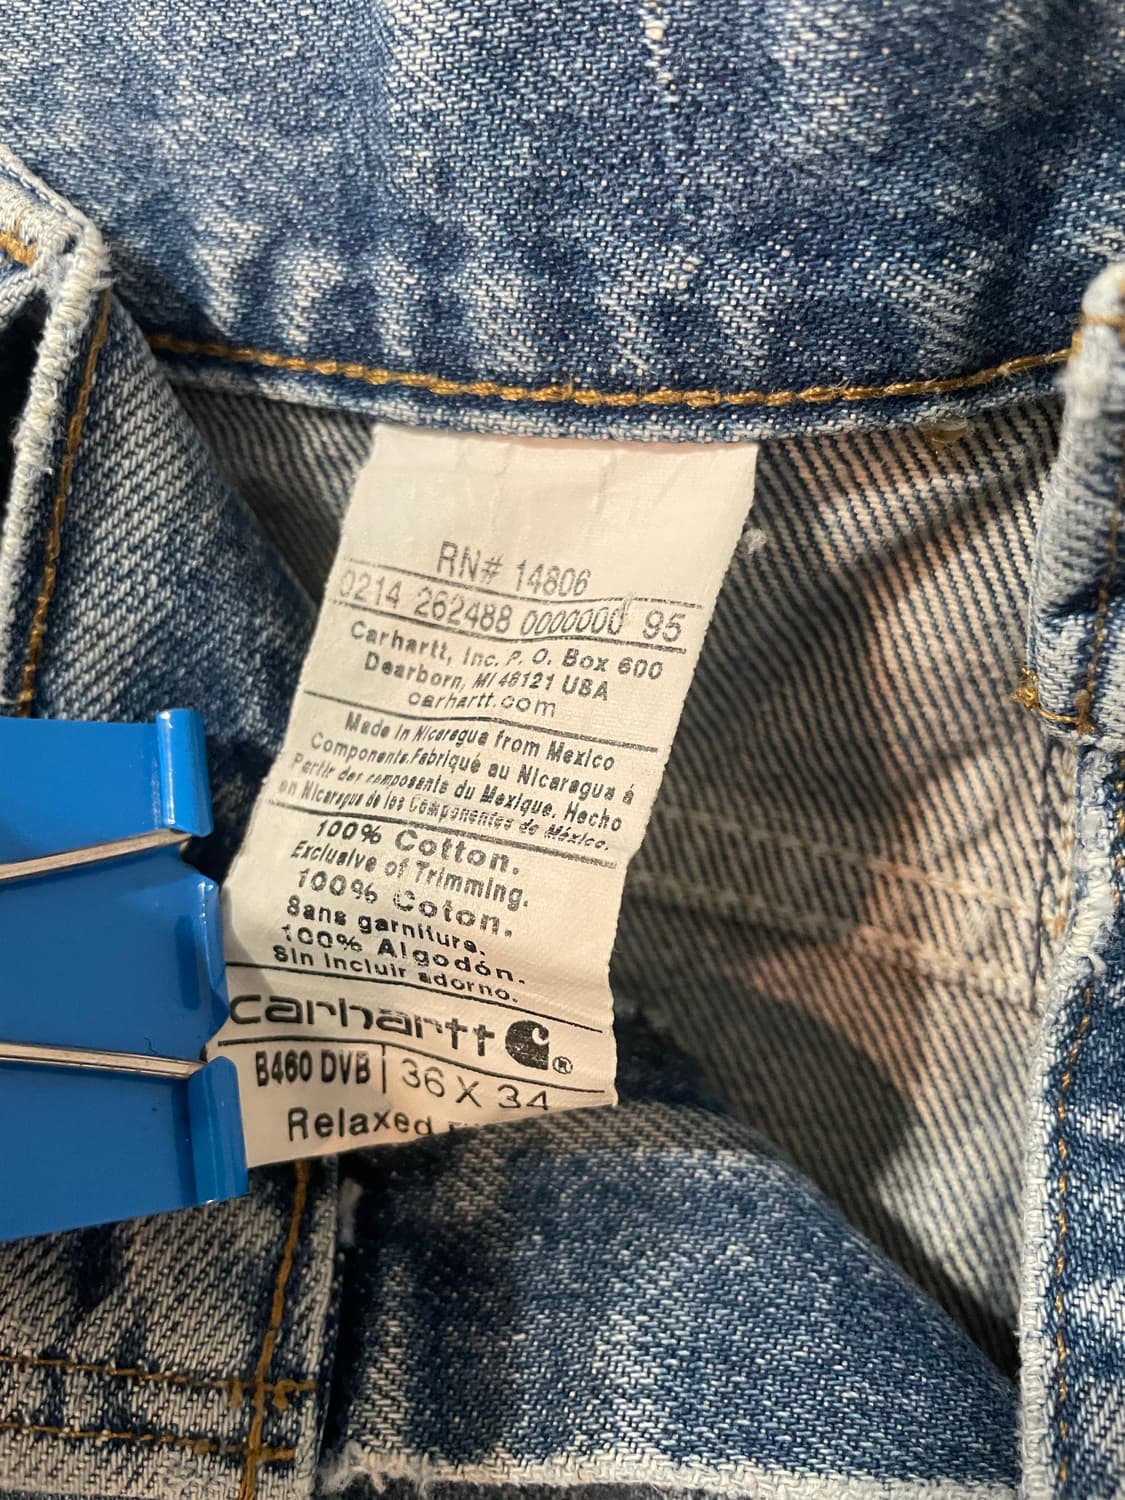 RN# 14806
0214 262488 0000000 95
Carhartt, Inc. P. O. Box 600
Dearborn, MI 48121 USA
carhartt.com
Made in Nicaragua from Mexico
Components.Fabriqué au Nicaragua á
Partir des composants du Mexique. Hecho
en Nicaragua de los Componentes de México.
100% Cotton.
Exclusive of Trimming.
100% Coton.
Sans garniture.
100% Algodón.
Sin incluir adorno.
carhartt ®
B460 DVB | 36 X 34
Relaxed